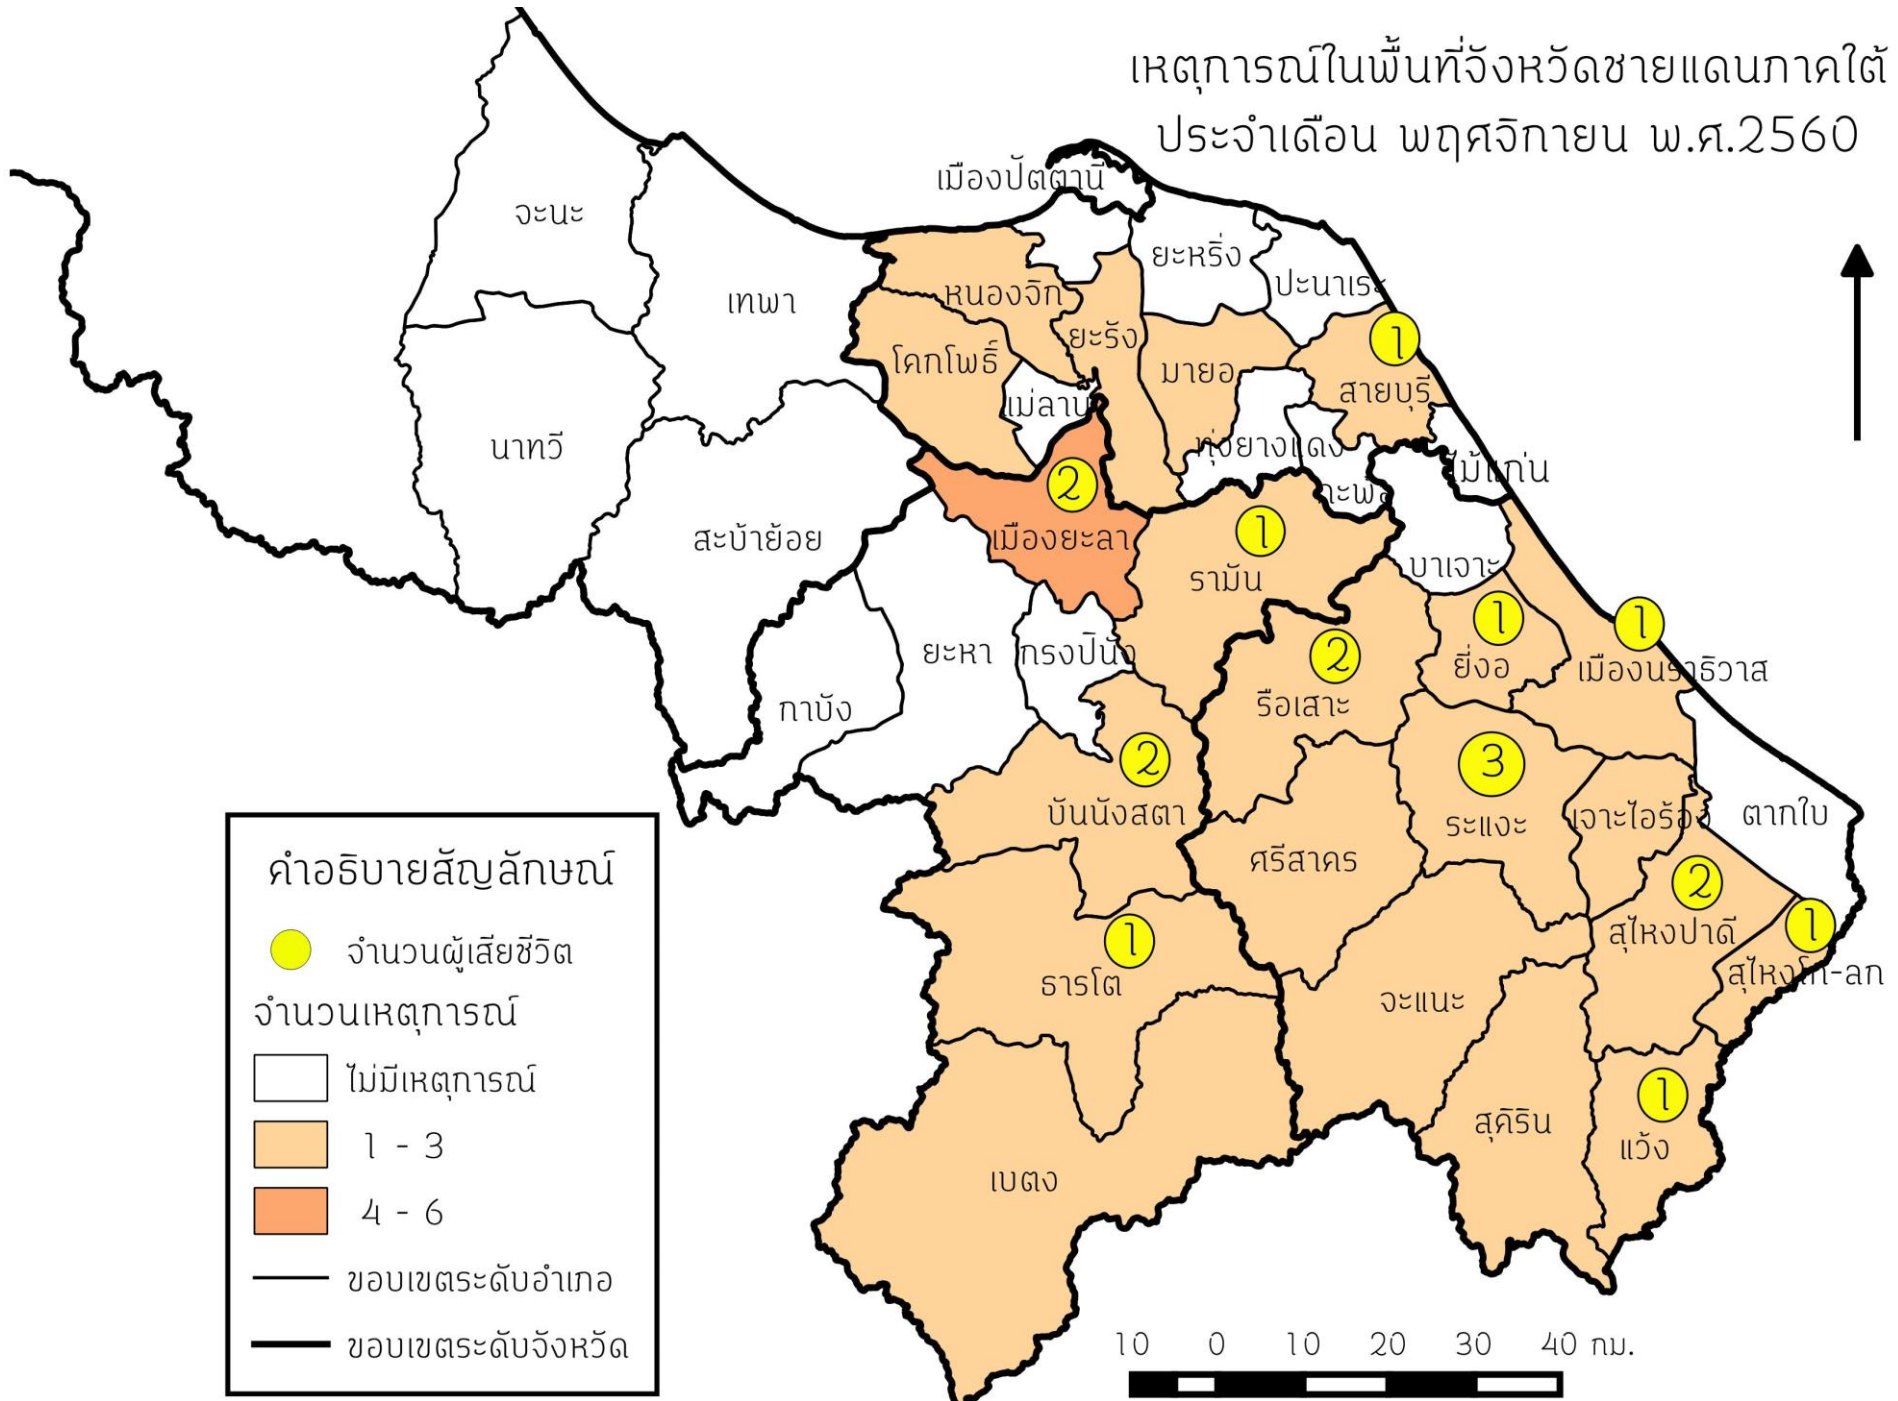 เหตุการณ์ในพื้นที่จังหวัดชายแดนภาคใต้
ประจำเดือน พฤศจิกายน พ.ศ.2560
เมืองปัตตานี
จะนะ
ยะหริ่ง
ปะนาเระ
เทพา
หนองจิก
ยะรัง
1
โคกโพธิ์
มายอ
สายบุรี
แม่ลาน
นาทวี
ทุ่งยางแดง
ไม้แก่น
2
กะพ้อ
สะบ้าย้อย
เมืองยะลา
1
รามัน
บาเจาะ
1
1
ยะหา
กรงปินัง
2
ยี่งอ
เมืองนราธิวาส
กาบัง
รือเสาะ
2
3
บันนังสตา
ระแงะ
เจาะไอร้อง
ตากใบ
ศรีสาคร
2
สุไหงปาดี
1
1
ธารโต
สุไหงโก-ลก
จะแนะ
1
สุคิริน
แว้ง
เบตง
คำอธิบายสัญลักษณ์
จำนวนผู้เสียชีวิต
จำนวนเหตุการณ์
ไม่มีเหตุการณ์
1 - 3
4 - 6
ขอบเขตระดับอำเภอ
ขอบเขตระดับจังหวัด
10 0 10 20 30 40 กม.